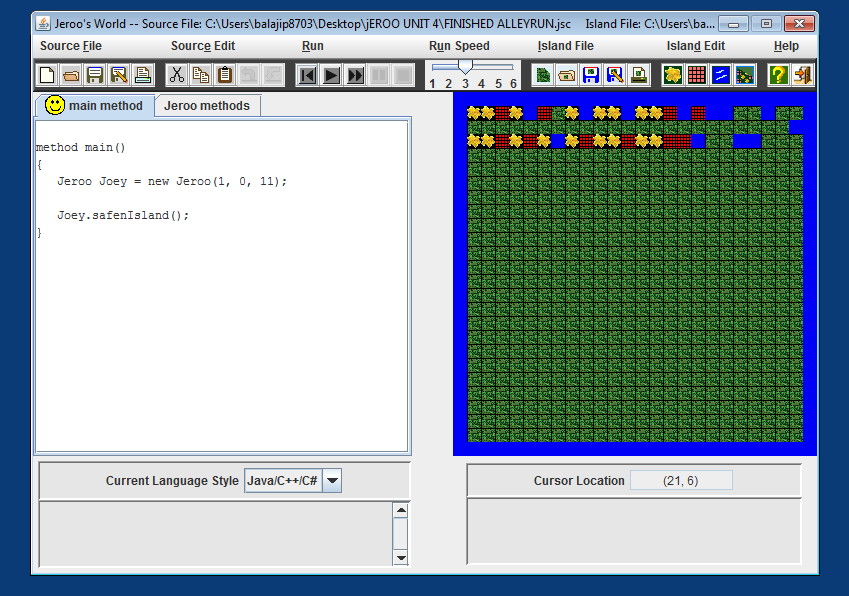 Jeroo's World -- Source File: C:\Users\balajip8703\Desktop\jEROO UNIT 4\FINISHED ALLEYRUN.jsc Island File: C:\Users\ba...
Source File Source Edit Run Run Speed Island File Island Edit Help
1 2 3 4 5 6
main method Jeroo methods
method main()
{
Jeroo Joey = new Jeroo(1, 0, 11);
Joey.safenIsland();
}
Current Language Style Java/C++/C#
Cursor Location (21, 6)